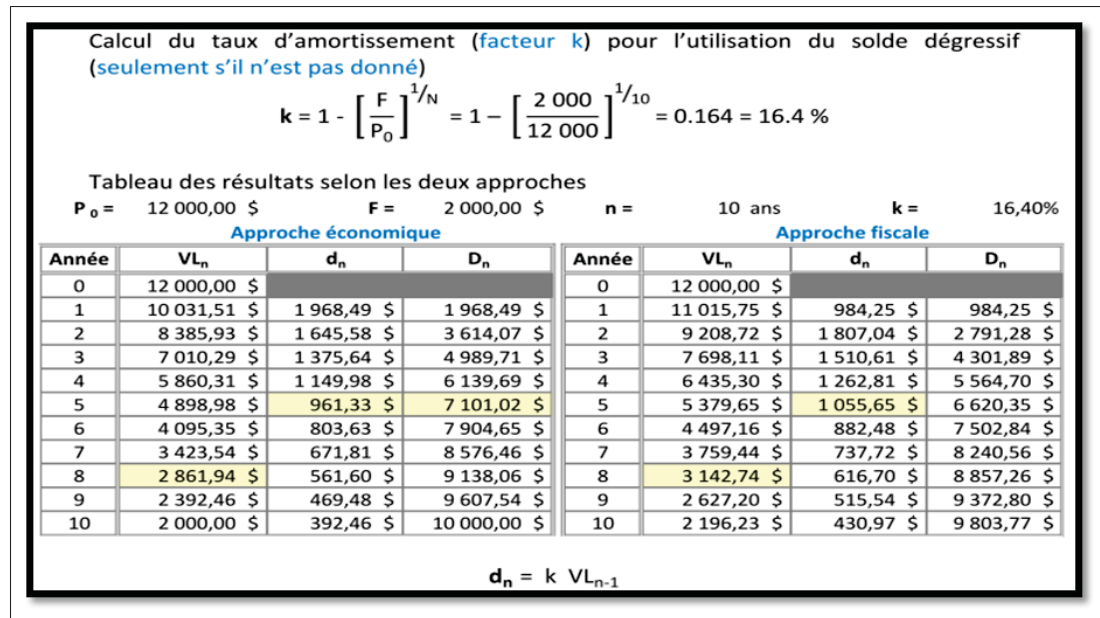 Calcul du taux d'amortissement (facteur k) pour l'utilisation du solde dégressif
(seulement s'il n'est pas donné)
k = 1 - [F/P0]^1/N = 1 – [2 000/12 000]^1/10 = 0.164 = 16.4 %
Tableau des résultats selon les deux approches
P 0 = 12 000,00 $ F = 2 000,00 $ n = 10 ans k = 16,40%
Approche économique Approche fiscale
Année VLn dn Dn Année VLn dn Dn
0 12 000,00 $ 0 12 000,00 $
1 10 031,51 $ 1 968,49 $ 1 968,49 $ 1 11 015,75 $ 984,25 $ 984,25 $
2 8 385,93 $ 1 645,58 $ 3 614,07 $ 2 9 208,72 $ 1 807,04 $ 2 791,28 $
3 7 010,29 $ 1 375,64 $ 4 989,71 $ 3 7 698,11 $ 1 510,61 $ 4 301,89 $
4 5 860,31 $ 1 149,98 $ 6 139,69 $ 4 6 435,30 $ 1 262,81 $ 5 564,70 $
5 4 898,98 $ 961,33 $ 7 101,02 $ 5 5 379,65 $ 1 055,65 $ 6 620,35 $
6 4 095,35 $ 803,63 $ 7 904,65 $ 6 4 497,16 $ 882,48 $ 7 502,84 $
7 3 423,54 $ 671,81 $ 8 576,46 $ 7 3 759,44 $ 737,72 $ 8 240,56 $
8 2 861,94 $ 561,60 $ 9 138,06 $ 8 3 142,74 $ 616,70 $ 8 857,26 $
9 2 392,46 $ 469,48 $ 9 607,54 $ 9 2 627,20 $ 515,54 $ 9 372,80 $
10 2 000,00 $ 392,46 $ 10 000,00 $ 10 2 196,23 $ 430,97 $ 9 803,77 $
dn = k VLn-1